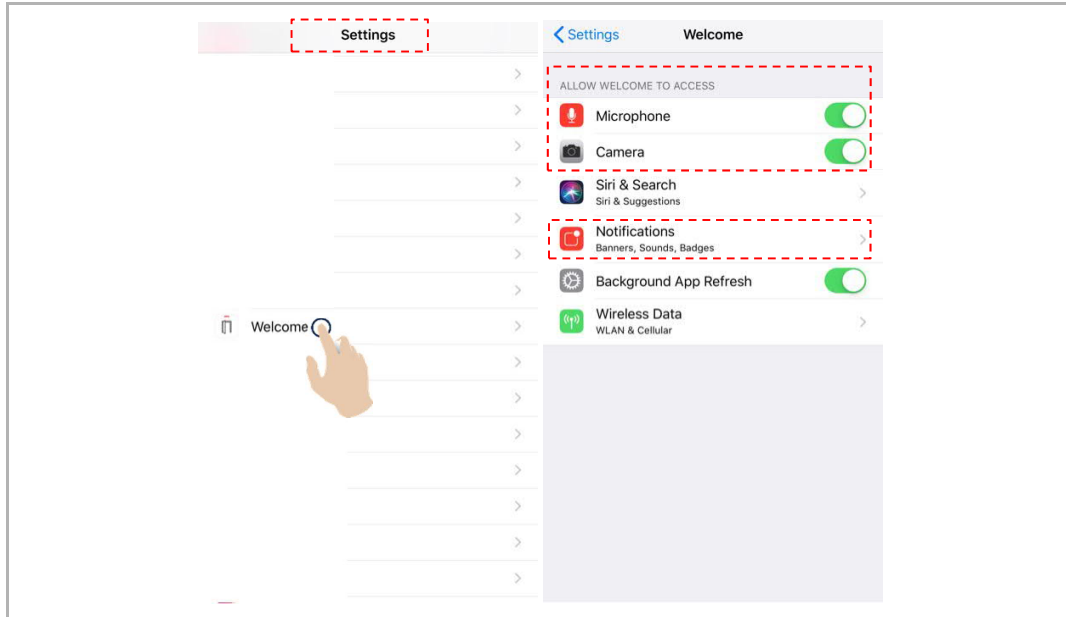 Settings
Welcome
Settings
Welcome
ALLOW WELCOME TO ACCESS
Microphone
Camera
Siri & Search
Siri & Suggestions
Notifications
Banners, Sounds, Badges
Background App Refresh
Wireless Data
WLAN & Cellular